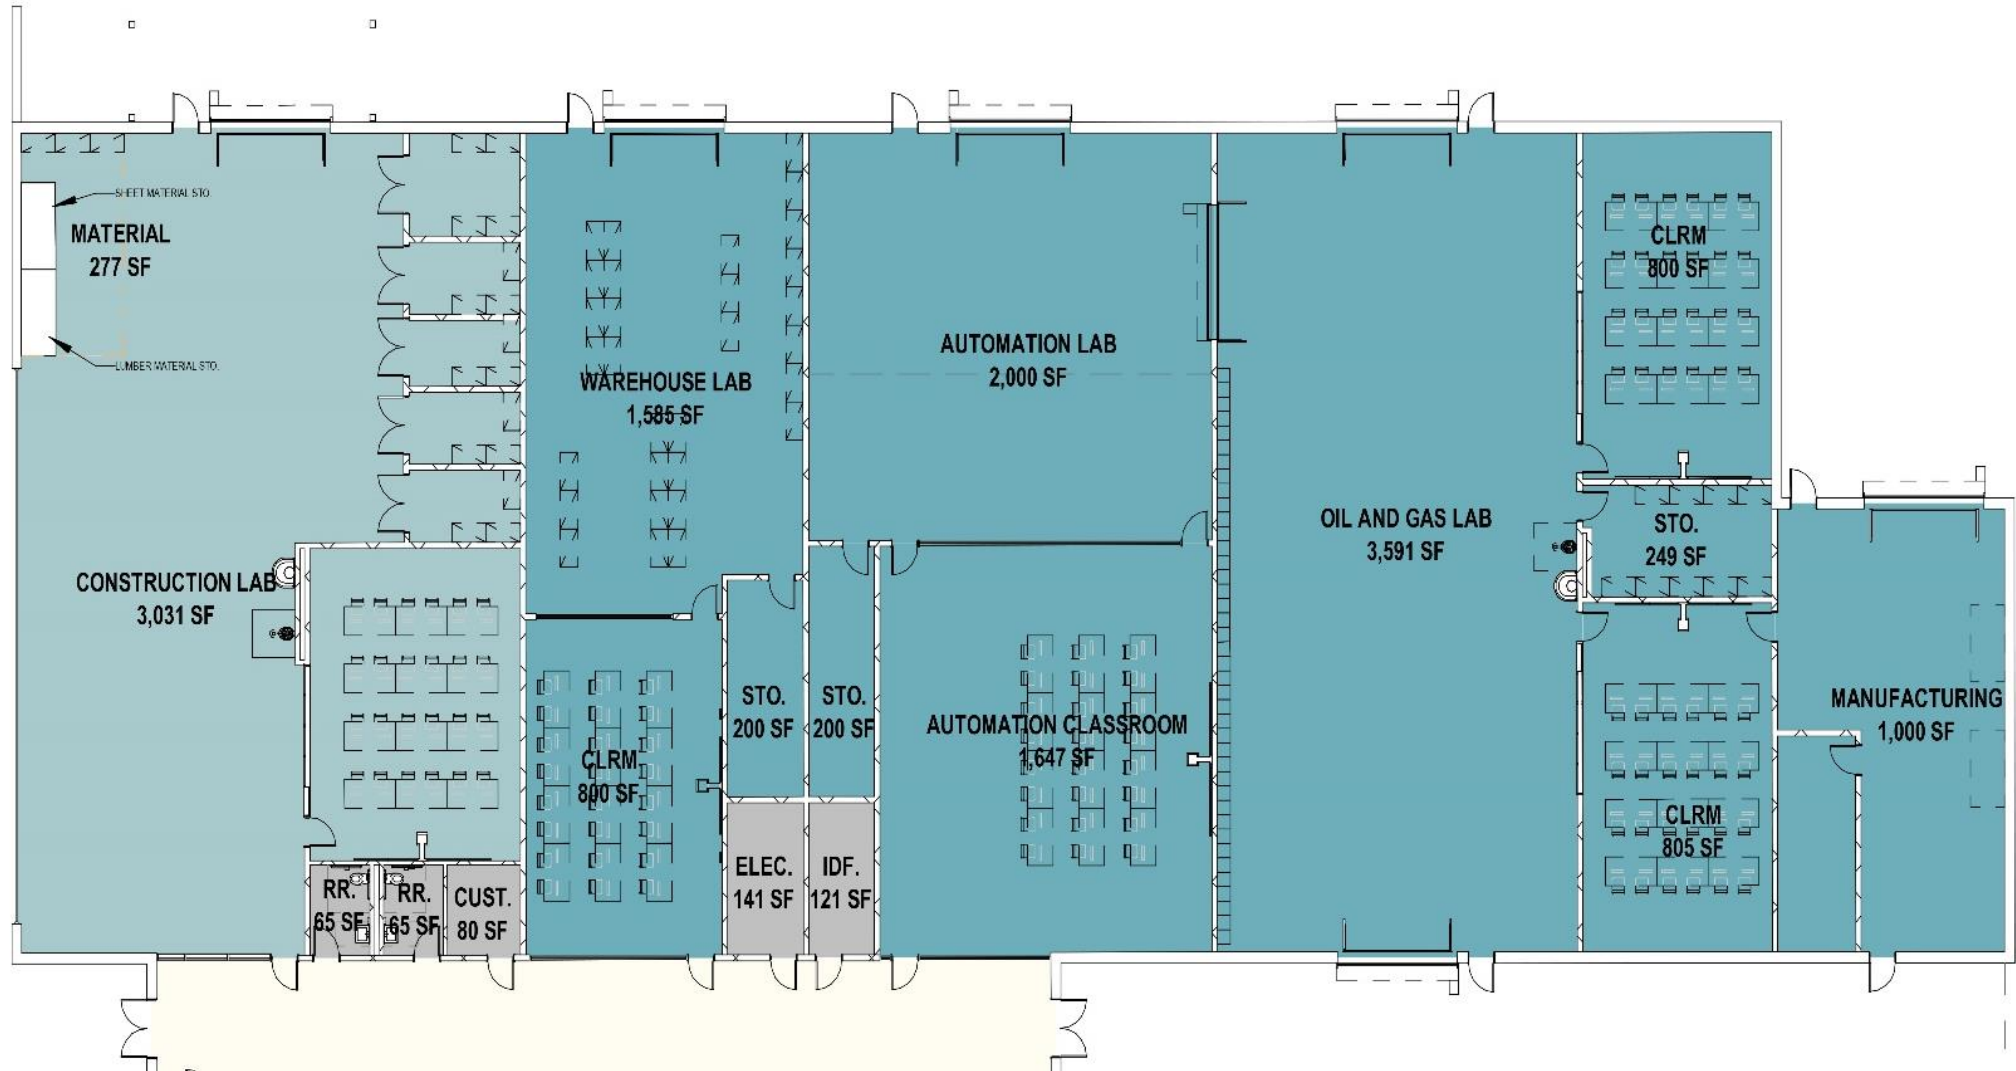 SHEET MATERIAL STO.
MATERIAL
277 SF
LUMBER MATERIAL STO.
CONSTRUCTION LAB
3,031 SF
RR.
65 SF
RR.
65 SF
CUST.
80 SF
WAREHOUSE LAB
1,585 SF
CLRM
800 SF
STO.
200 SF
STO.
200 SF
ELEC.
141 SF
IDF.
121 SF
AUTOMATION LAB
2,000 SF
AUTOMATION CLASSROOM
1,647 SF
OIL AND GAS LAB
3,591 SF
CLRM
800 SF
STO.
249 SF
CLRM
805 SF
MANUFACTURING
1,000 SF